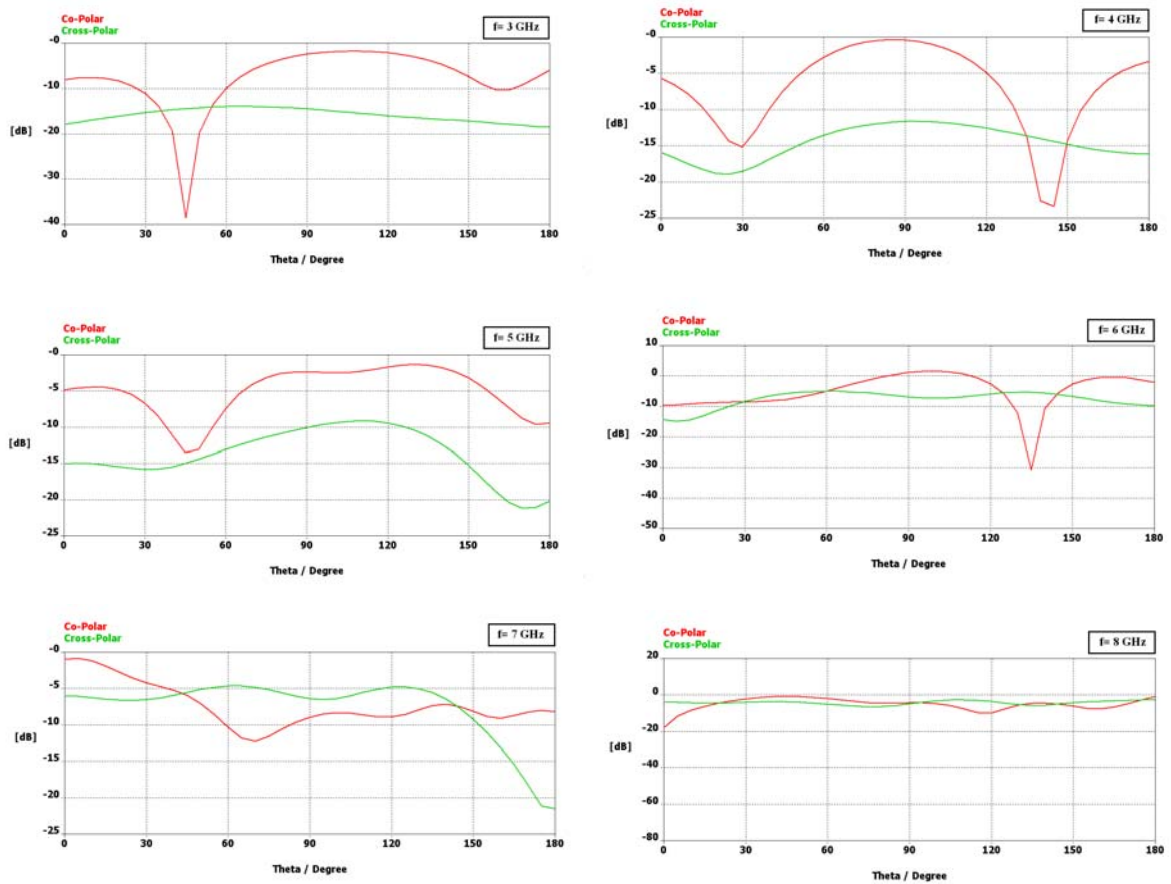 Co-Polar
Cross-Polar
f= 3 GHz
-0
-10
[dB]
-20
-30
-40
0 30 60 90 120 150 180
Theta / Degree
Co-Polar
Cross-Polar
f= 4 GHz
-0
-5
-10
[dB]
-15
-20
-25
0 30 60 90 120 150 180
Theta / Degree
Co-Polar
Cross-Polar
f= 5 GHz
-0
-5
-10
[dB]
-15
-20
-25
0 30 60 90 120 150 180
Theta / Degree
Co-Polar
Cross-Polar
f= 6 GHz
10
0
-10
[dB]
-20
-30
-40
-50
0 30 60 90 120 150 180
Theta / Degree
Co-Polar
Cross-Polar
f= 7 GHz
-0
-5
-10
[dB]
-15
-20
-25
0 30 60 90 120 150 180
Theta / Degree
Co-Polar
Cross-Polar
f= 8 GHz
20
0
-20
[dB]
-40
-60
-80
0 30 60 90 120 150 180
Theta / Degree